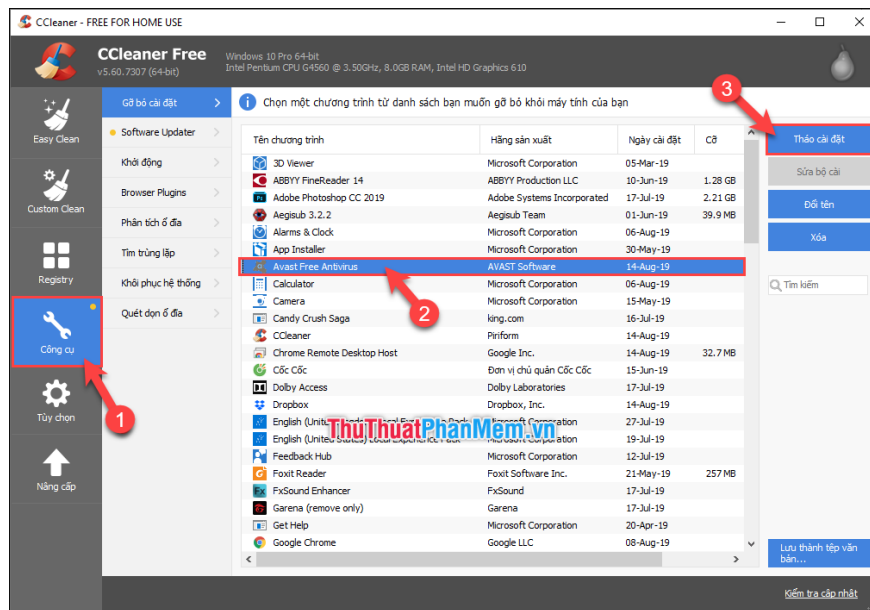 CCleaner - FREE FOR HOME USE
CCleaner Free
v5.60.7307 (64-bit)
Windows 10 Pro 64-bit
Intel Pentium CPU G4560 @ 3.50GHz, 8.0GB RAM, Intel HD Graphics 610
Easy Clean
Custom Clean
Registry
Công cụ
1
Tùy chọn
Nâng cấp
Gỡ bỏ cài đặt
Software Updater
Khởi động
Browser Plugins
Phân tích ổ đĩa
Tìm trùng lặp
Khôi phục hệ thống
Quét dọn ổ đĩa
Chọn một chương trình từ danh sách bạn muốn gỡ bỏ khỏi máy tính của bạn
Tên chương trình Hãng sản xuất Ngày cài đặt Cỡ
3D Viewer Microsoft Corporation 05-Mar-19
ABBYY FineReader 14 ABBYY Production LLC 10-Jun-19 1.28 GB
Adobe Photoshop CC 2019 Adobe Systems Incorporated 17-Jul-19 2.21 GB
Aegisub 3.2.2 Aegisub Team 01-Jun-19 39.9 MB
Alarms & Clock Microsoft Corporation 06-Aug-19
App Installer Microsoft Corporation 30-May-19
Avast Free Antivirus AVAST Software 14-Aug-19
2
Calculator Microsoft Corporation 06-Aug-19
Camera Microsoft Corporation 15-May-19
Candy Crush Saga king.com 16-Jul-19
CCleaner Piriform 14-Aug-19
Chrome Remote Desktop Host Google Inc. 14-Aug-19 32.7 MB
Cốc Cốc Đơn vị chủ quản Cốc Cốc 15-Jun-19
Dolby Access Dolby Laboratories 17-Jul-19
Dropbox Dropbox, Inc. 14-Aug-19
English (United Microsoft Corporation 27-Jul-19
ThuThuatPhanMem.vn
English (United States) Local Experience Pack Microsoft Corporation 19-Jul-19
Feedback Hub Microsoft Corporation 12-Jul-19
Foxit Reader Foxit Software Inc. 21-May-19 257 MB
FxSound Enhancer FxSound 17-Jul-19
Garena (remove only) Garena 17-Jul-19
Get Help Microsoft Corporation 20-Apr-19
Google Chrome Google LLC 08-Aug-19
3
Tháo cài đặt
Sửa bộ cài
Đổi tên
Xóa
Tìm kiếm
Lưu thành tệp văn
bản...
Kiểm tra cập nhật